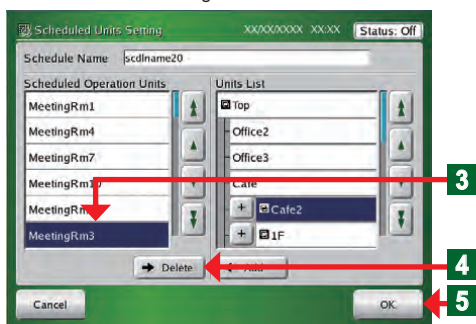 Scheduled Units Setting XX/XX/XXXX XX:XX Status: Off
Schedule Name scdlname20
Scheduled Operation Units Units List
MeetingRm1 Top
MeetingRm4 Office2
MeetingRm7 Office3
MeetingRm10 Cafe
3
+ Cafe2
MeetingRm3 + 1F
Delete Add
4
Cancel OK
5